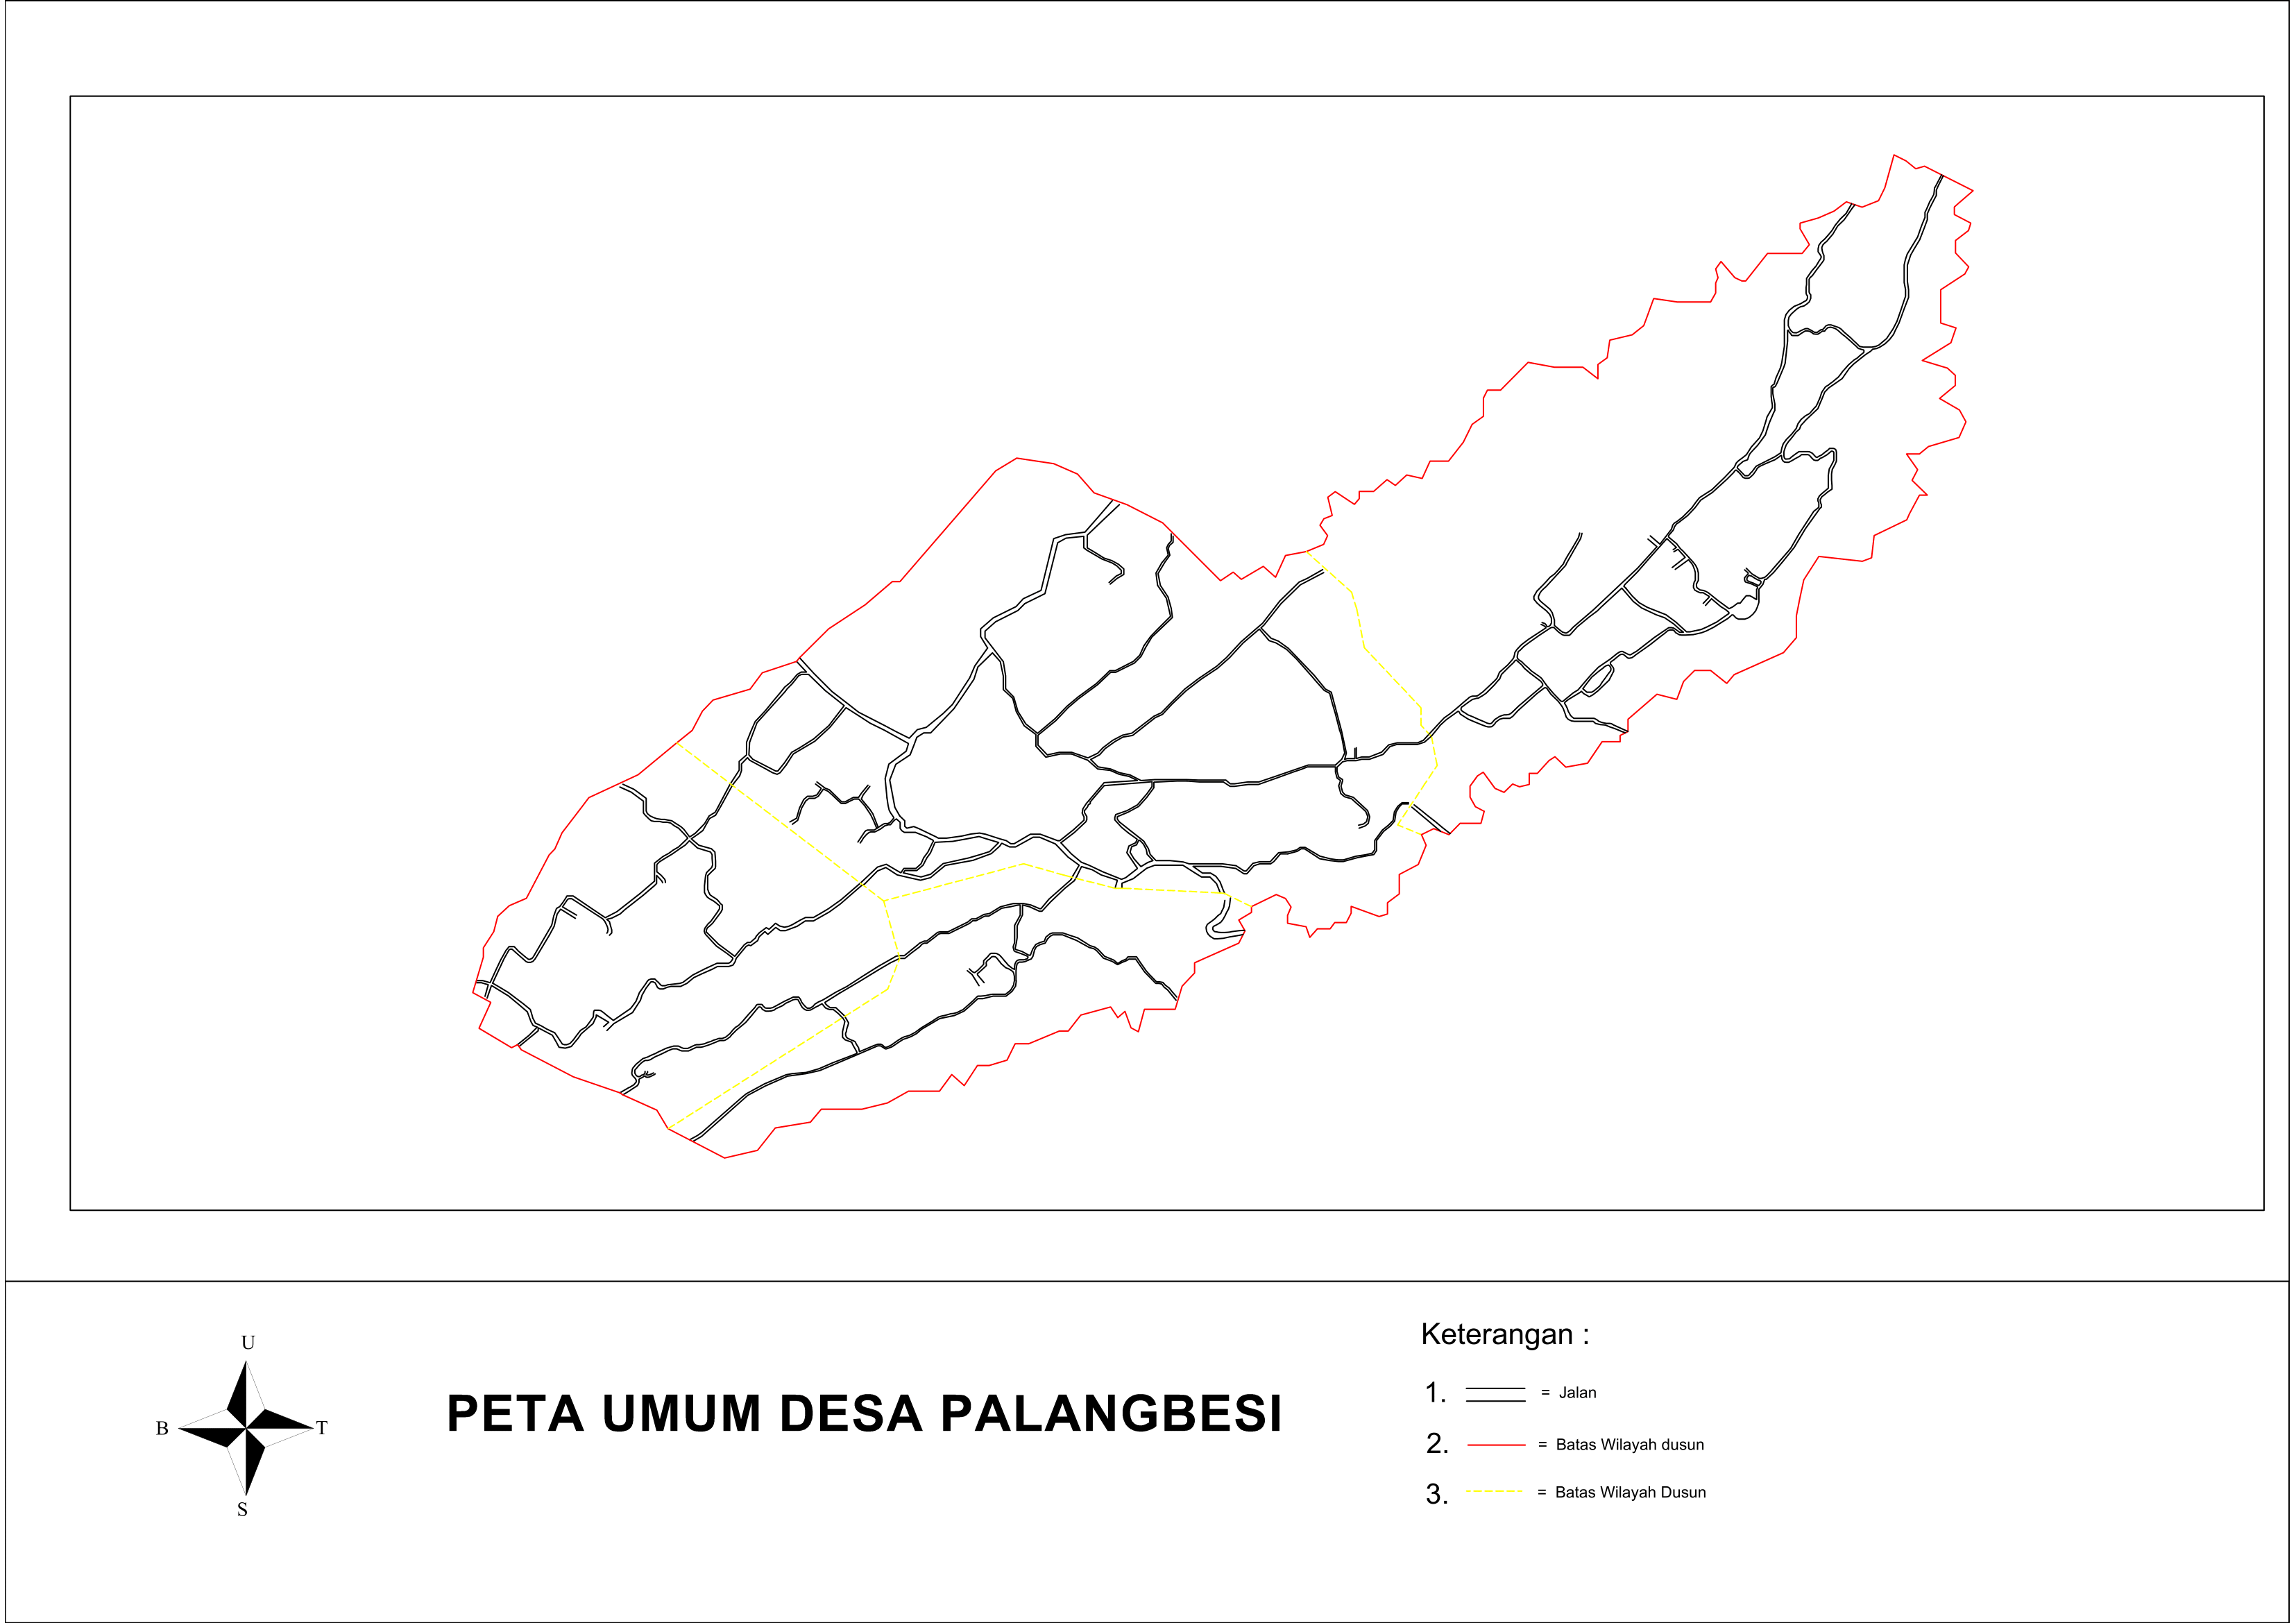 U
B
T
S
PETA UMUM DESA PALANGBESI
Keterangan :
1. = Jalan
2. = Batas Wilayah dusun
3. = Batas Wilayah Dusun